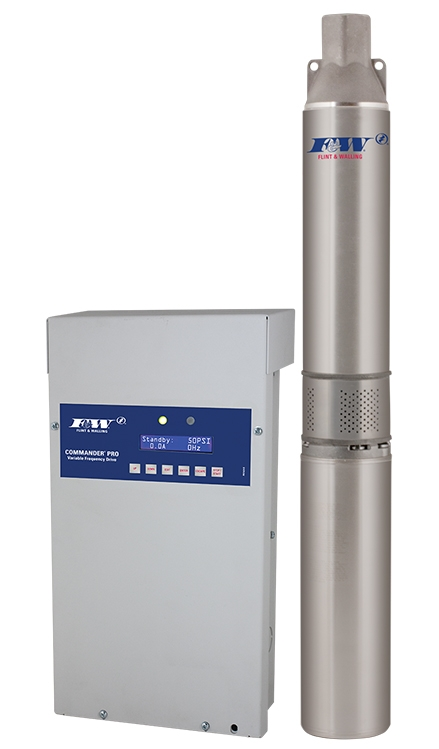 F&W
FLINT & WALLING
F&W
FLINT & WALLING
Standby: 50PSI
0.0A 0Hz
COMMANDER PRO
Variable Frequency Drive